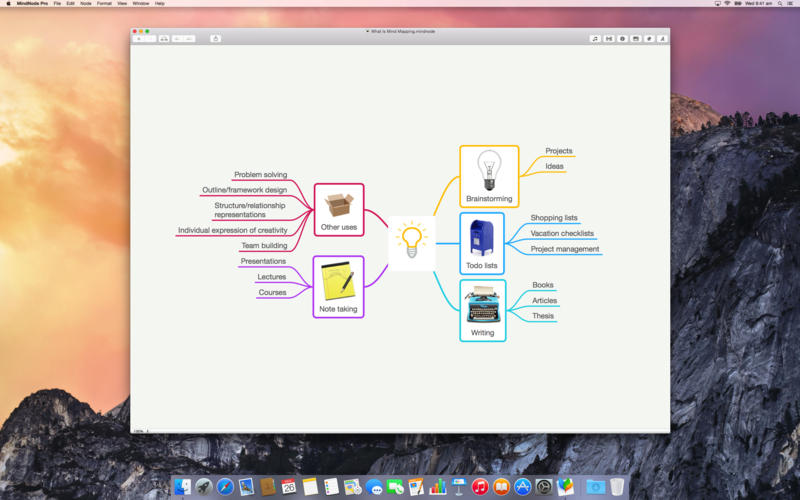 MindNode Pro File Edit Node Format View Window Help
Wed 9:41 am
What is Mind Mapping.mindnode
Problem solving
Outline/framework design
Structure/relationship
representations
Individual expression of creativity
Team building
Other uses
Presentations
Lectures
Courses
Note taking
Brainstorming
Projects
Ideas
Todo lists
Shopping lists
Vacation checklists
Project management
Writing
Books
Articles
Thesis
26